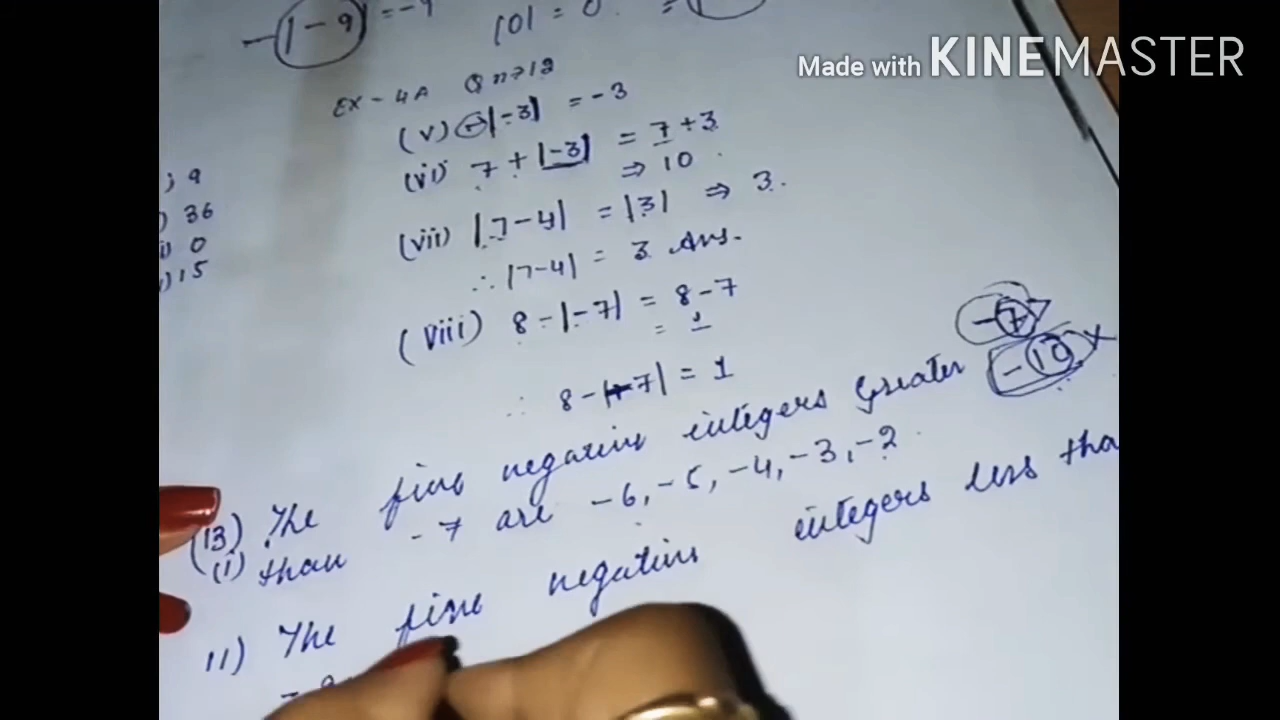 -|-9| = -9
|0| = 0
Made with KINEMASTER
Ex - 4A Qn→12
(v) -|-3| = -3
(vi) 7 + |-3| = 7 + 3
⇒ 10
; 9
) 36
i) 0
i) 15
(vii) |7-4| = |3| ⇒ 3.
∴ |7-4| = 3 Ans.
(viii) 8 - |-7| = 8 - 7
= 1
∴ 8-|-7| = 1
-7
-10 x
(13) The five negative integers greater
(i) than -7 are -6, -5, -4, -3, -2
11) The five negative integers less tha